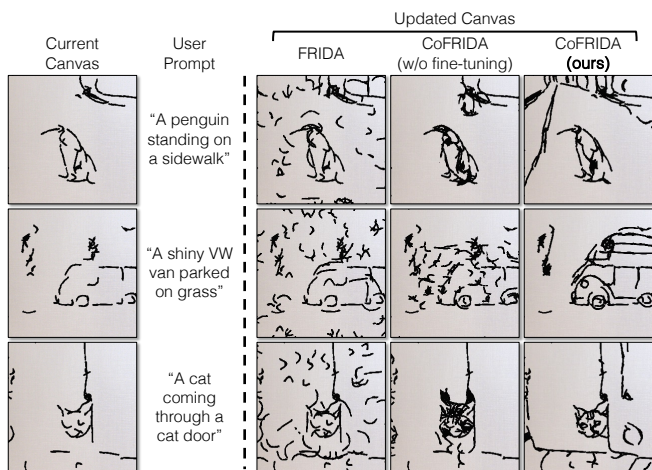 Updated Canvas
Current
Canvas
User
Prompt
FRIDA
CoFRIDA
(w/o fine-tuning)
CoFRIDA
(ours)
“A penguin
standing on
a sidewalk”
“A shiny VW
van parked
on grass”
“A cat
coming
through a
cat door”